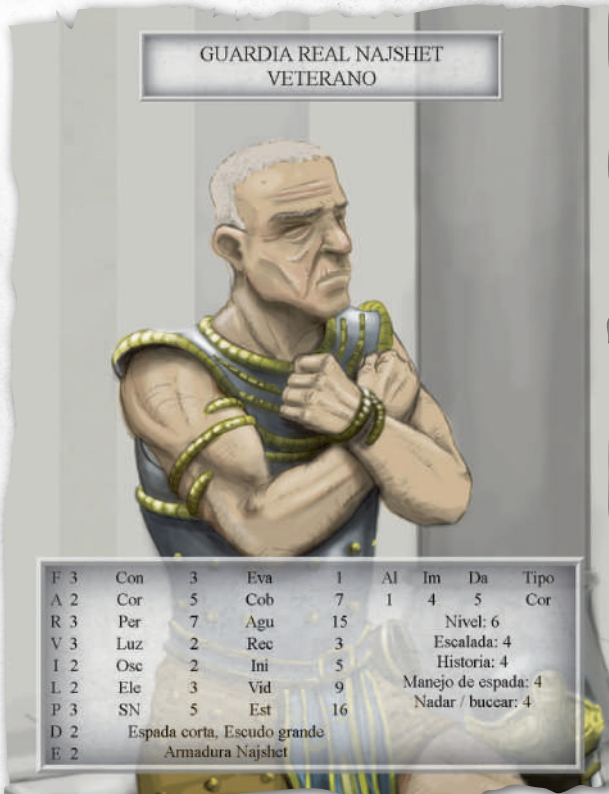 GUARDIA REAL NAJSHET
VETERANO
F 3 Con 3 Eva 1 Al Im Da Tipo
A 2 Cor 5 Cob 7 1 4 5 Cor
R 3 Per 7 Agu 15 Nivel: 6
V 3 Luz 2 Rec 3 Escalada: 4
I 2 Osc 2 Ini 5 Historia: 4
L 2 Ele 3 Vid 9 Manejo de espada: 4
P 3 SN 5 Est 16 Nadar / bucear: 4
D 2 Espada corta, Escudo grande
E 2 Armadura Najshet